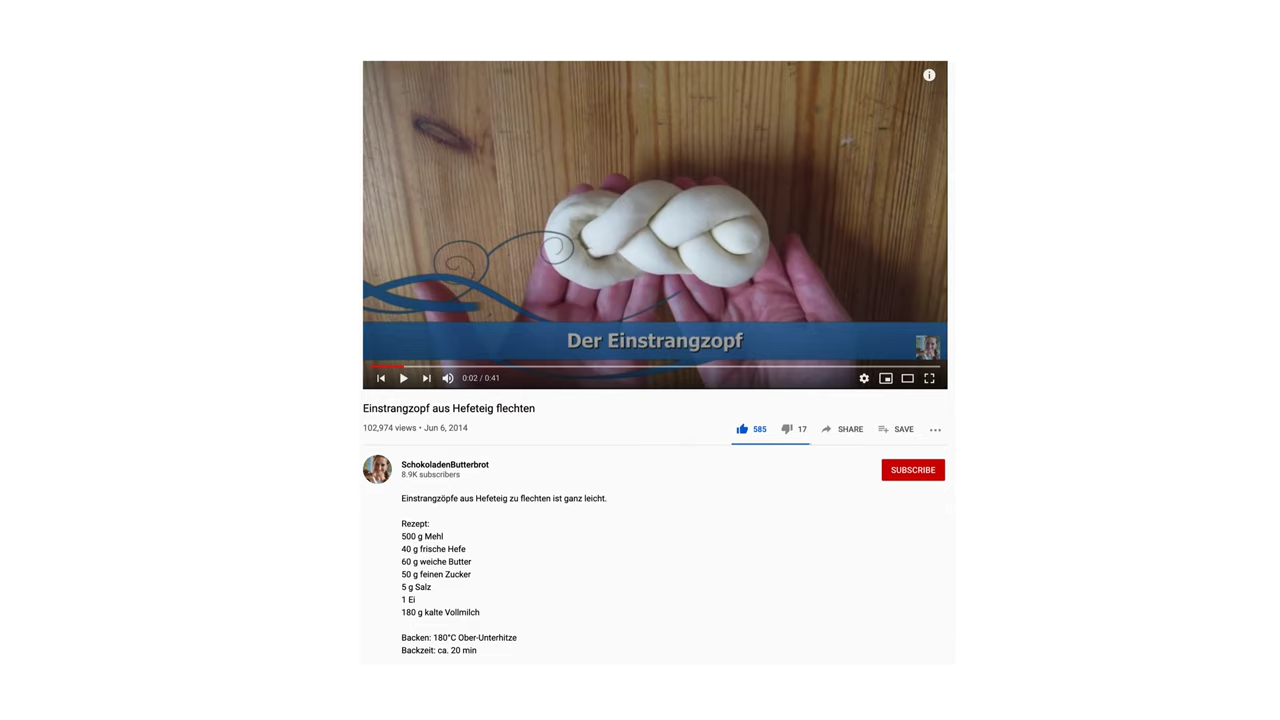 i
Der Einstrangzopf
0:02 / 0:41
Einstrangzopf aus Hefeteig flechten
102,974 views • Jun 6, 2014
585 17 SHARE SAVE
SchokoladenButterbrot
8.9K subscribers
SUBSCRIBE
Einstrangzöpfe aus Hefeteig zu flechten ist ganz leicht.
Rezept:
500 g Mehl
40 g frische Hefe
60 g weiche Butter
50 g feinen Zucker
5 g Salz
1 Ei
180 g kalte Vollmilch
Backen: 180°C Ober-Unterhitze
Backzeit: ca. 20 min